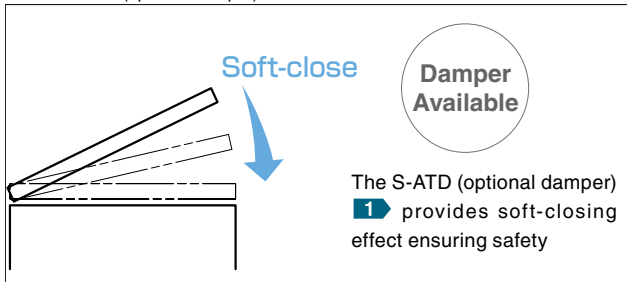 Soft-close
Damper
Available
The S-ATD (optional damper)
1 provides soft-closing
effect ensuring safety